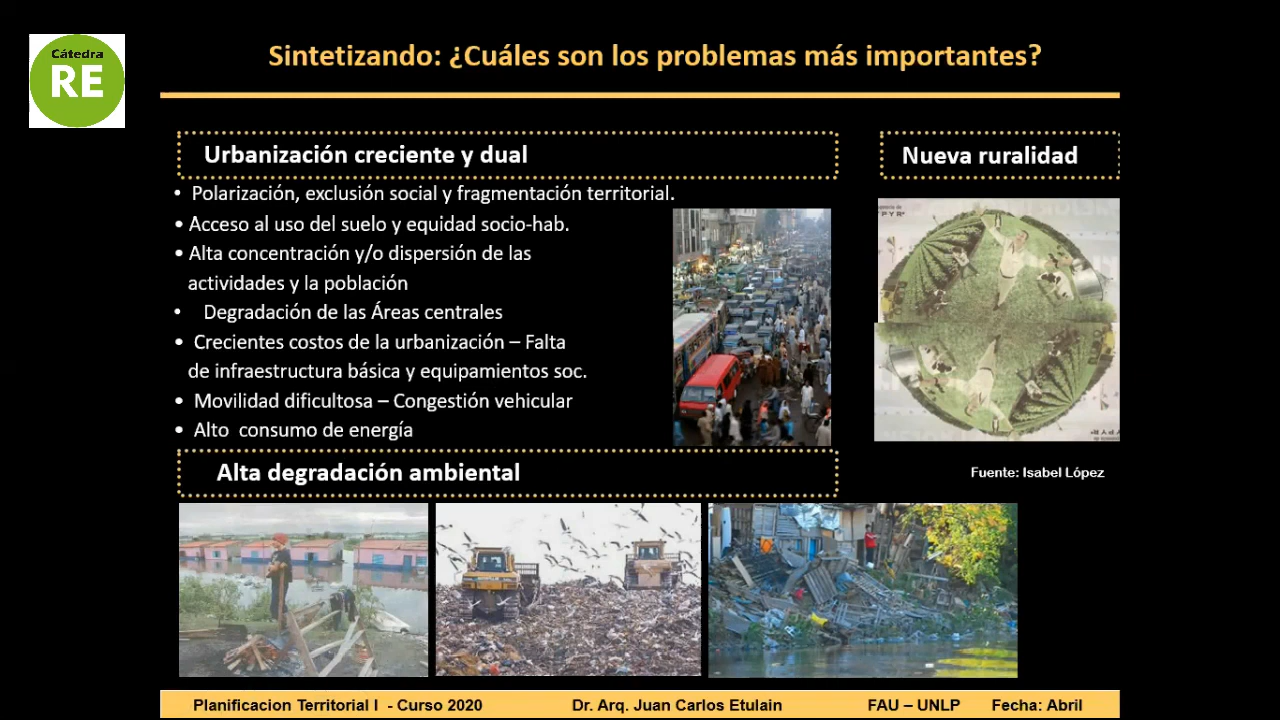 Cátedra
RE
Sintetizando: ¿Cuáles son los problemas más importantes?
Urbanización creciente y dual
• Polarización, exclusión social y fragmentación territorial.
• Acceso al uso del suelo y equidad socio-hab.
• Alta concentración y/o dispersión de las
actividades y la población
• Degradación de las Áreas centrales
• Crecientes costos de la urbanización – Falta
de infraestructura básica y equipamientos soc.
• Movilidad dificultosa – Congestión vehicular
• Alto consumo de energía
Alta degradación ambiental
Nueva ruralidad
Fuente: Isabel López
Planificacion Territorial I - Curso 2020 Dr. Arq. Juan Carlos Etulain FAU – UNLP Fecha: Abril